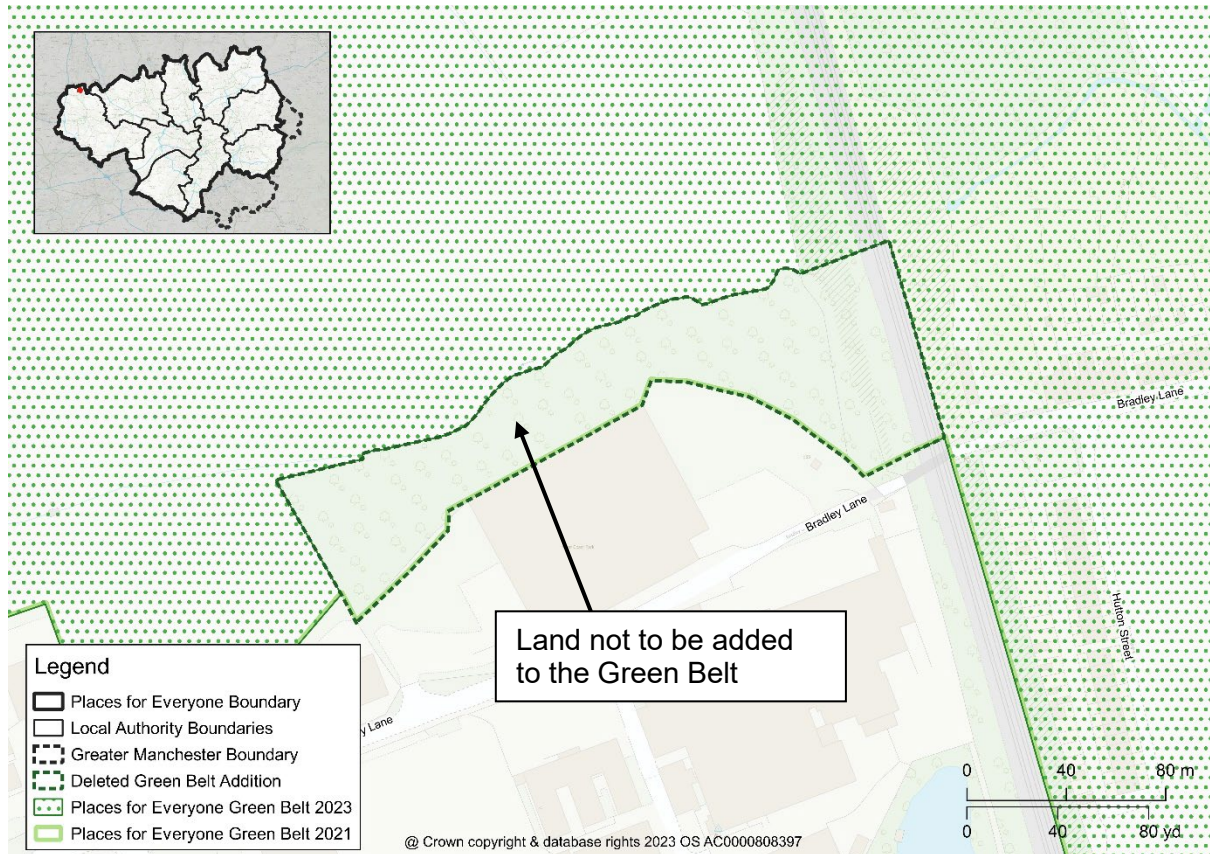 Bradley Lane
Bradley Lane
Hutton Street
Land not to be added
to the Green Belt
Legend
Places for Everyone Boundary
Local Authority Boundaries
Greater Manchester Boundary
Deleted Green Belt Addition
Places for Everyone Green Belt 2023
Places for Everyone Green Belt 2021
Lane
0 40 80 m
0 40 80 yd
@ Crown copyright & database rights 2023 OS AC0000808397